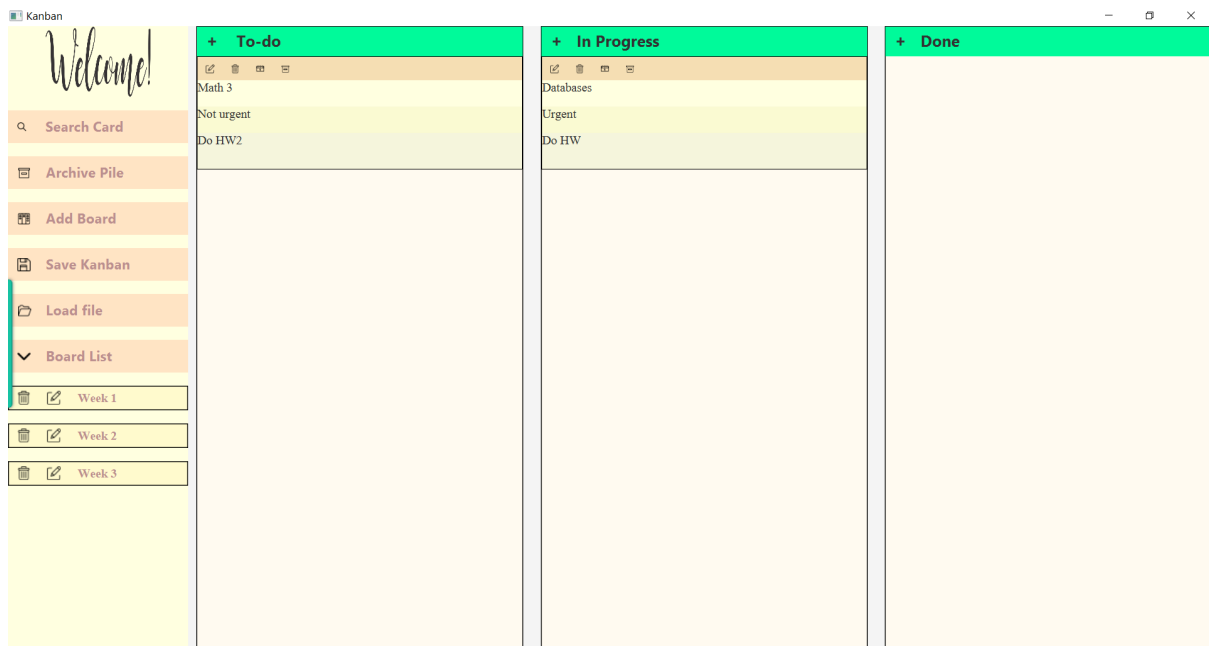 Kanban
Welcome!
Search Card
Archive Pile
Add Board
Save Kanban
Load file
Board List
Week 1
Week 2
Week 3
+ To-do
Math 3
Not urgent
Do HW2
+ In Progress
Databases
Urgent
Do HW
+ Done